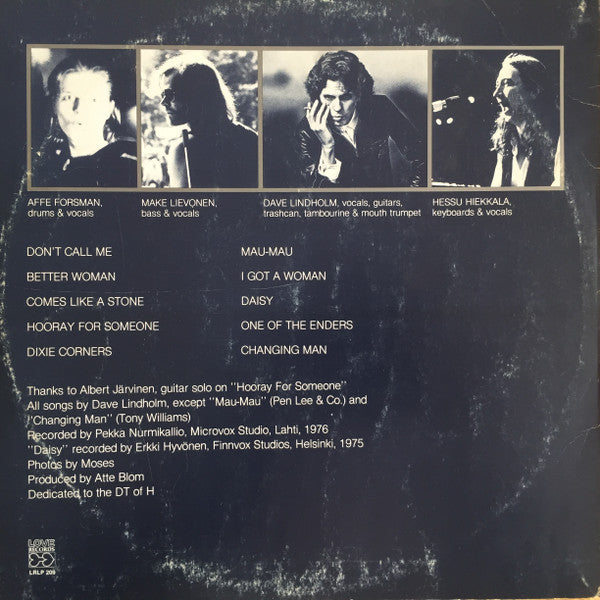 AFFE FORSMAN,
drums & vocals
MAKE LIEVONEN,
bass & vocals
DAVE LINDHOLM, vocals, guitars,
trashcan, tambourine & mouth trumpet
HESSU HIEKKALA,
keyboards & vocals
DON'T CALL ME
BETTER WOMAN
COMES LIKE A STONE
HOORAY FOR SOMEONE
DIXIE CORNERS
MAU-MAU
I GOT A WOMAN
DAISY
ONE OF THE ENDERS
CHANGING MAN
Thanks to Albert Järvinen, guitar solo on "Hooray For Someone"
All songs by Dave Lindholm, except "Mau-Mau" (Pen Lee & Co.) and
"Changing Man" (Tony Williams)
Recorded by Pekka Nurmikallio, Microvox Studio, Lahti, 1976
"Daisy" recorded by Erkki Hyvönen, Finnvox Studios, Helsinki, 1975
Photos by Moses
Produced by Atte Blom
Dedicated to the DT of H
LOVE
RECORDS
LRLP 209